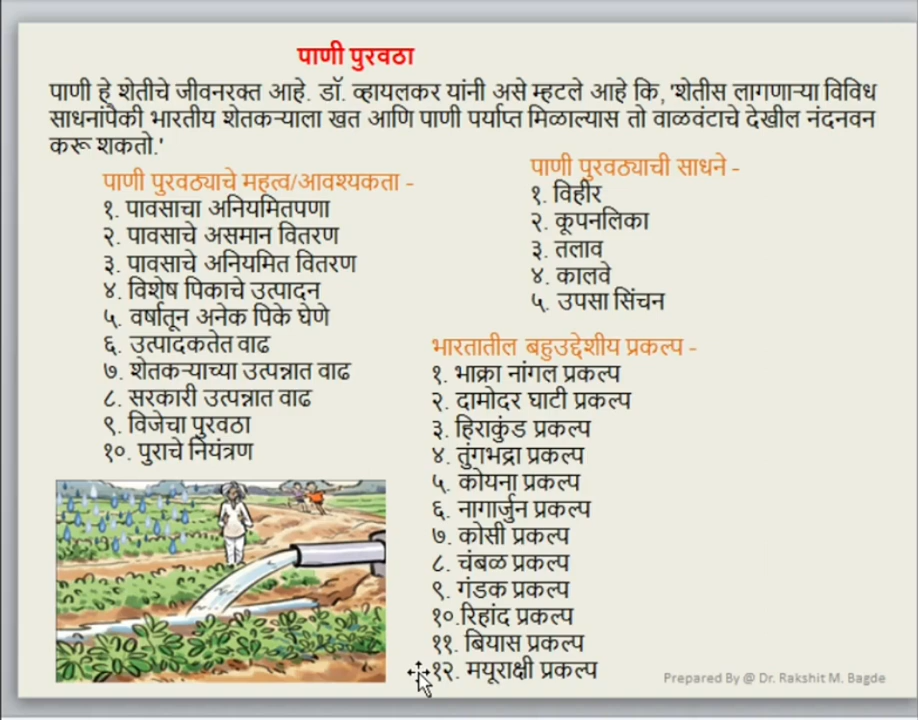 पाणी पुरवठा
पाणी हे शेतीचे जीवनरक्त आहे. डॉ. व्हायलकर यांनी असे म्हटले आहे कि, 'शेतीस लागणाऱ्या विविध
साधनांपैकी भारतीय शेतकऱ्याला खत आणि पाणी पर्याप्त मिळाल्यास तो वाळवंटाचे देखील नंदनवन
करू शकतो.'
पाणी पुरवठ्याचे महत्व/आवश्यकता -
१. पावसाचा अनियमितपणा
२. पावसाचे असमान वितरण
३. पावसाचे अनियमित वितरण
४. विशेष पिकाचे उत्पादन
५. वर्षातून अनेक पिके घेणे
६. उत्पादकतेत वाढ
७. शेतकऱ्याच्या उत्पन्नात वाढ
८. सरकारी उत्पन्नात वाढ
९. विजेचा पुरवठा
१०. पुराचे नियंत्रण
पाणी पुरवठ्याची साधने -
१. विहीर
२. कूपनलिका
३. तलाव
४. कालवे
५. उपसा सिंचन
भारतातील बहुउद्देशीय प्रकल्प -
१. भाक्रा नांगल प्रकल्प
२. दामोदर घाटी प्रकल्प
३. हिराकुंड प्रकल्प
४. तुंगभद्रा प्रकल्प
५. कोयना प्रकल्प
६. नागार्जुन प्रकल्प
७. कोसी प्रकल्प
८. चंबळ प्रकल्प
९. गंडक प्रकल्प
१०.रिहांद प्रकल्प
११. बियास प्रकल्प
१२. मयूराक्षी प्रकल्प
Prepared By @ Dr. Rakshit M. Bagde